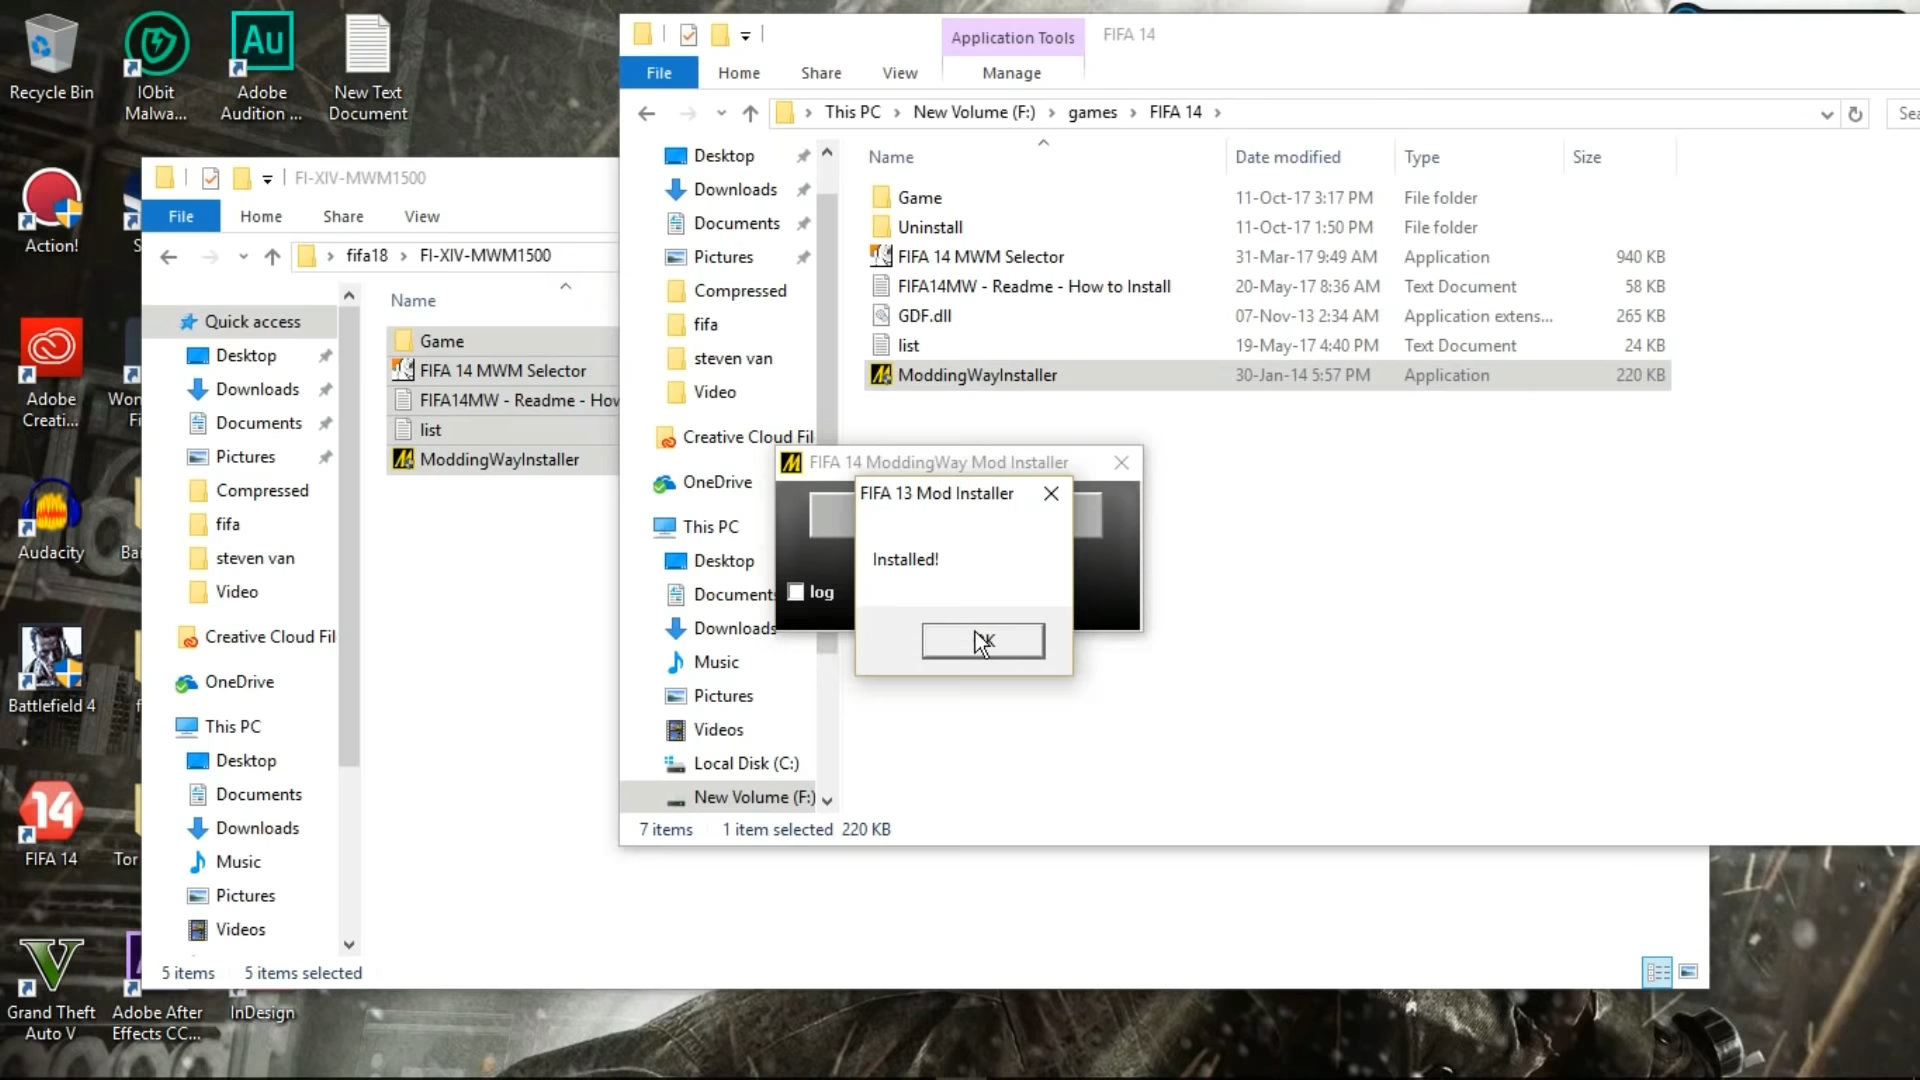 Recycle Bin
IObit
Malwa...
Adobe
Audition ...
New Text
Document
Action!
S
Adobe
Creati...
Won
Fi
Audacity
Bai
Battlefield 4
f
FIFA 14
Tor
Grand Theft
Auto V
Adobe After
Effects CC...
InDesign
FI-XIV-MWM1500
File
Home
Share
View
fifa18
FI-XIV-MWM1500
Quick access
Desktop
Downloads
Documents
Pictures
Compressed
fifa
steven van
Video
Creative Cloud Fil
OneDrive
This PC
Desktop
Documents
Downloads
Music
Pictures
Videos
Name
Game
FIFA 14 MWM Selector
FIFA14MW - Readme - How
list
ModdingWayInstaller
5 items
5 items selected
Application Tools
FIFA 14
File
Home
Share
View
Manage
This PC
New Volume (F:)
games
FIFA 14
Sea
Desktop
Downloads
Documents
Pictures
Compressed
fifa
steven van
Video
Creative Cloud Fil
OneDrive
This PC
Desktop
Documents
Downloads
Music
Pictures
Videos
Local Disk (C:)
New Volume (F:)
Name Date modified Type Size
Game 11-Oct-17 3:17 PM File folder
Uninstall 11-Oct-17 1:50 PM File folder
FIFA 14 MWM Selector 31-Mar-17 9:49 AM Application 940 KB
FIFA14MW - Readme - How to Install 20-May-17 8:36 AM Text Document 58 KB
GDF.dll 07-Nov-13 2:34 AM Application extens... 265 KB
list 19-May-17 4:40 PM Text Document 24 KB
ModdingWayInstaller 30-Jan-14 5:57 PM Application 220 KB
7 items
1 item selected 220 KB
FIFA 14 ModdingWay Mod Installer
log
FIFA 13 Mod Installer
Installed!